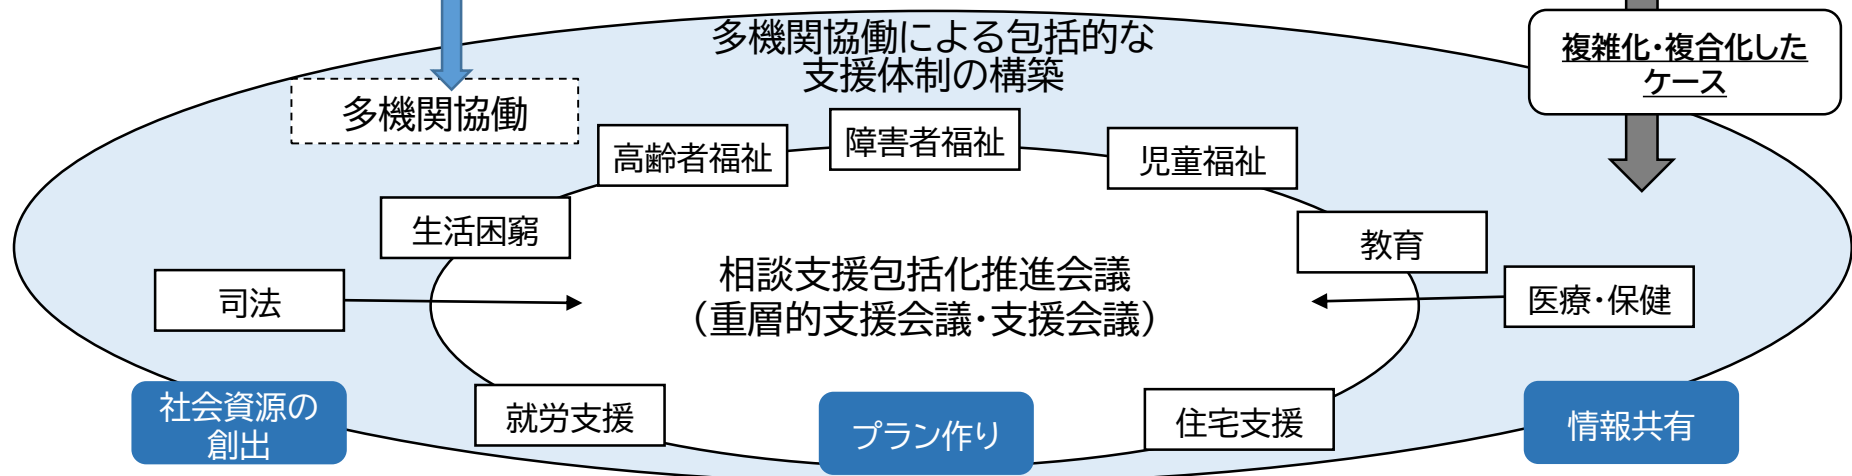 多機関協働による包括的な
支援体制の構築
複雑化・複合化した
ケース
多機関協働
高齢者福祉
障害者福祉
児童福祉
生活困窮
教育
司法
相談支援包括化推進会議
（重層的支援会議・支援会議）
医療・保健
社会資源の
創出
就労支援
プラン作り
住宅支援
情報共有